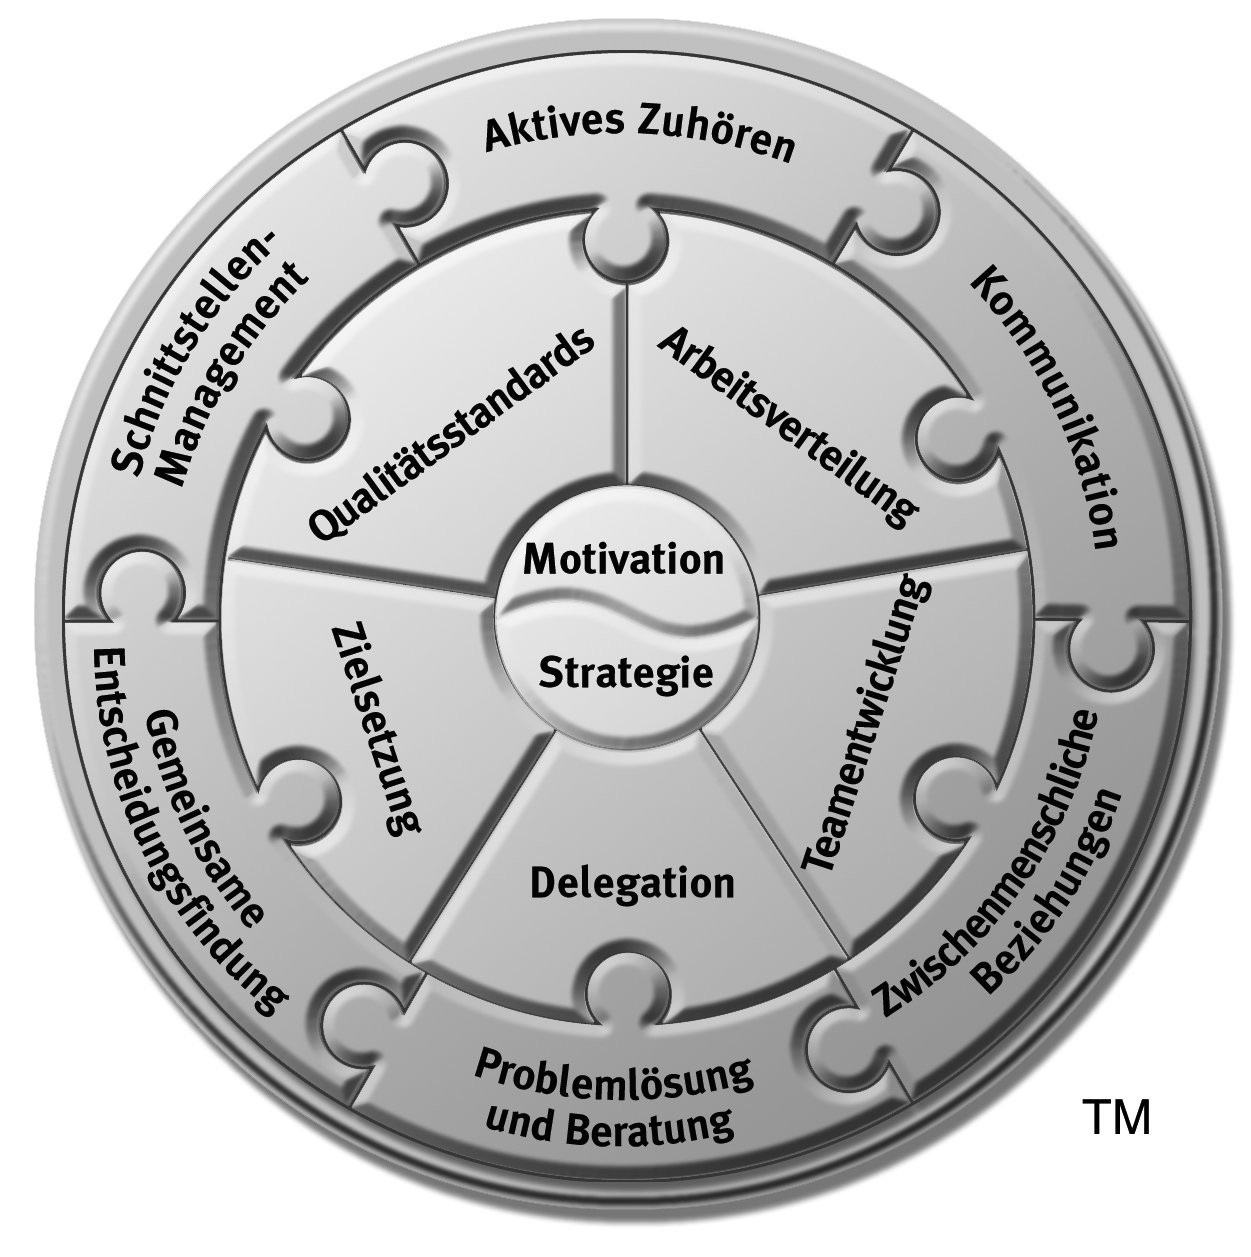 Aktives Zuhören
Kommunikation
Zwischenmenschliche
Beziehungen
Problemlösung
und Beratung
Gemeinsame
Entscheidungsfindung
Schnittstellen-
Management
Qualitätsstandards
Arbeitsverteilung
Teamentwicklung
Delegation
Zielsetzung
Motivation
Strategie
TM